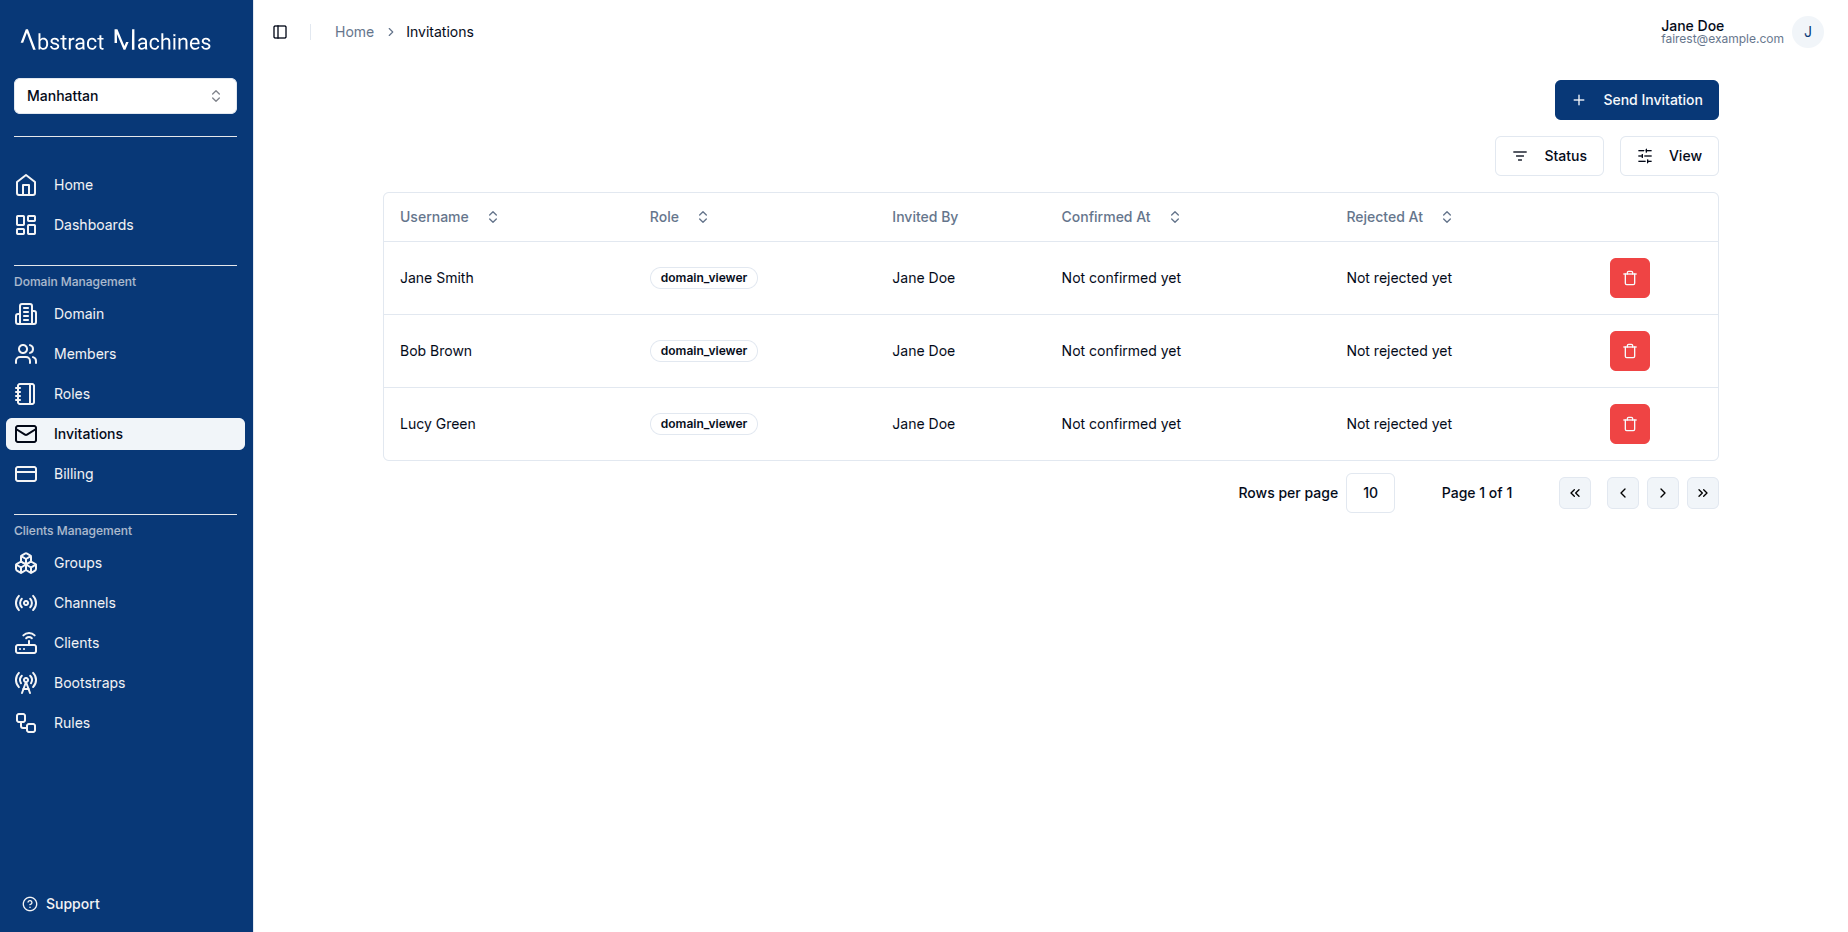 Abstract Machines
Manhattan
Home
Dashboards
Domain Management
Domain
Members
Roles
Invitations
Billing
Clients Management
Groups
Channels
Clients
Bootstraps
Rules
Support
Home > Invitations
Jane Doe
fairest@example.com
J
+ Send Invitation
Status View
Username Role Invited By Confirmed At Rejected At
Jane Smith domain_viewer Jane Doe Not confirmed yet Not rejected yet
Bob Brown domain_viewer Jane Doe Not confirmed yet Not rejected yet
Lucy Green domain_viewer Jane Doe Not confirmed yet Not rejected yet
Rows per page 10 Page 1 of 1